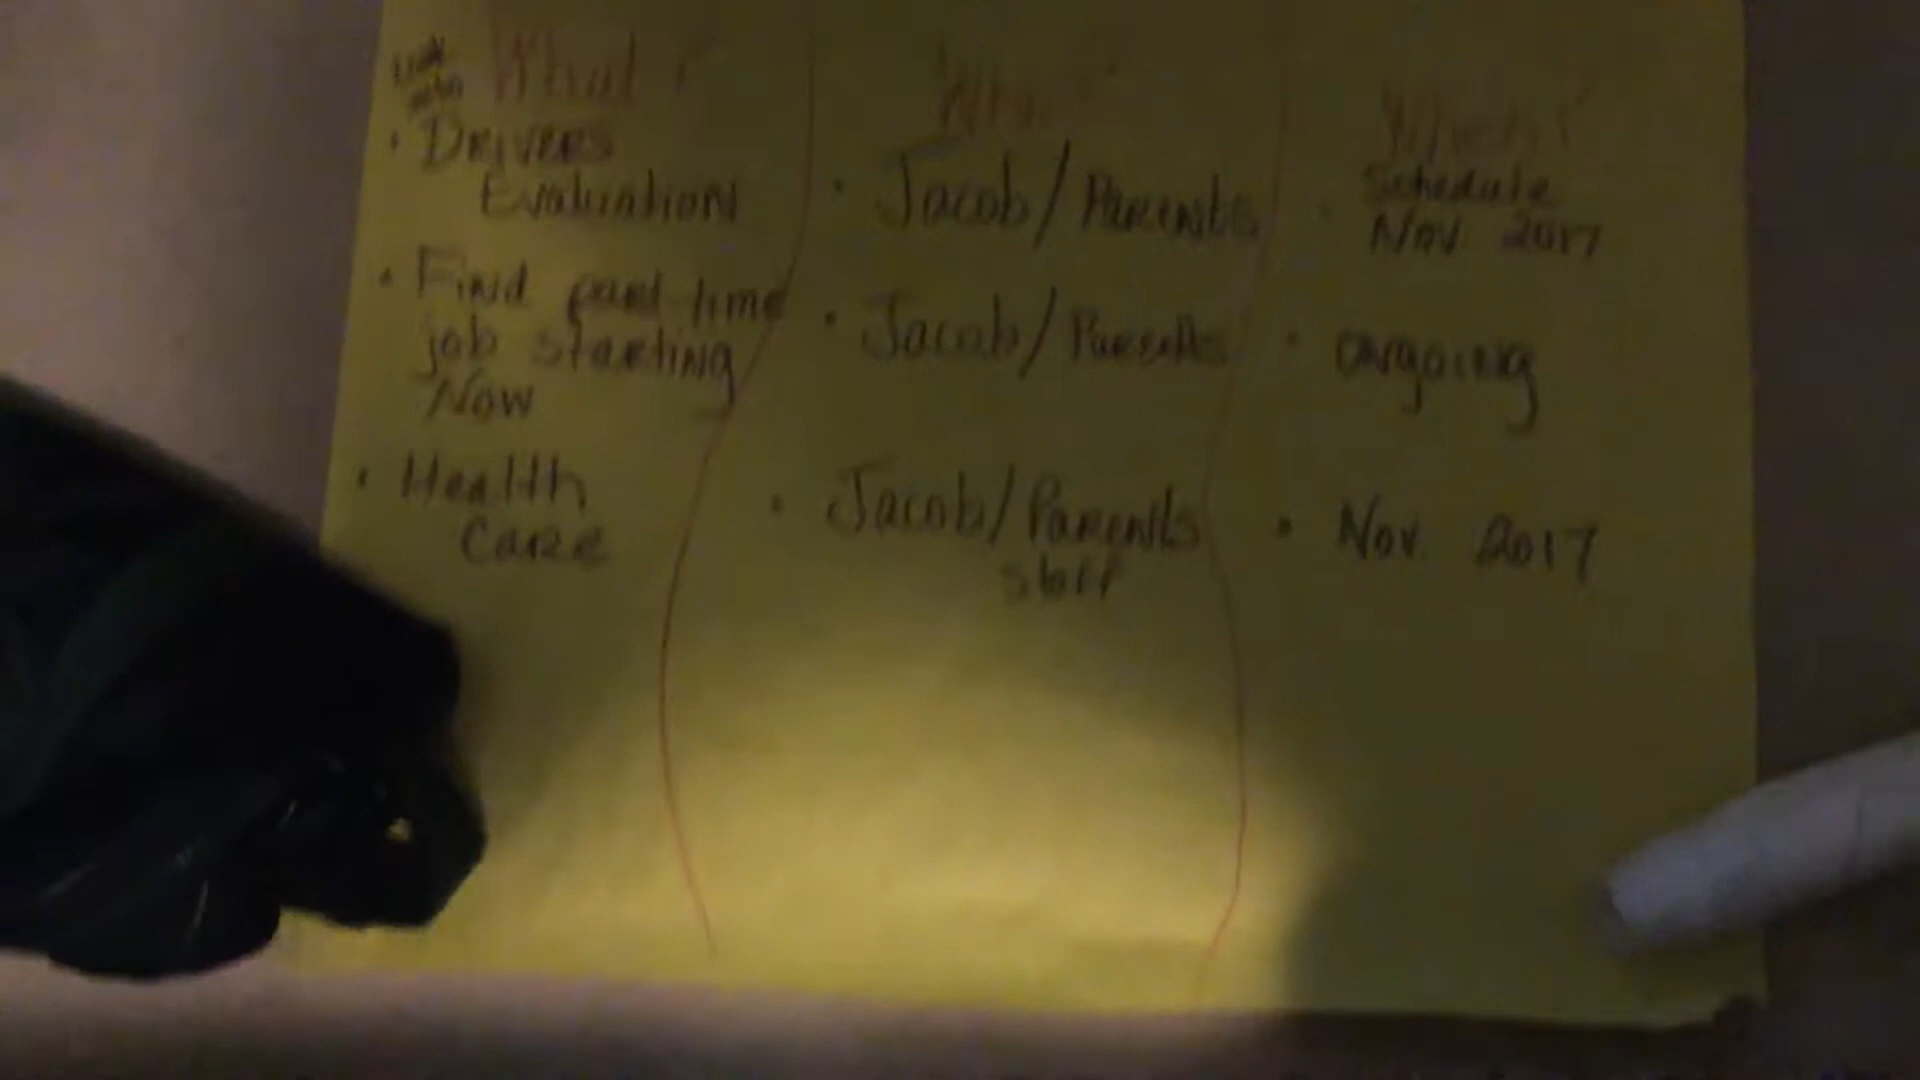 What?
• Drivers
Evaluation
• Find part-time
job starting
Now
• Health
Care
Who?
• Jacob/Parents
• Jacob/Parents
• Jacob/Parents
staff
When?
• Schedule
Nov. 2017
• ongoing
• Nov. 2017